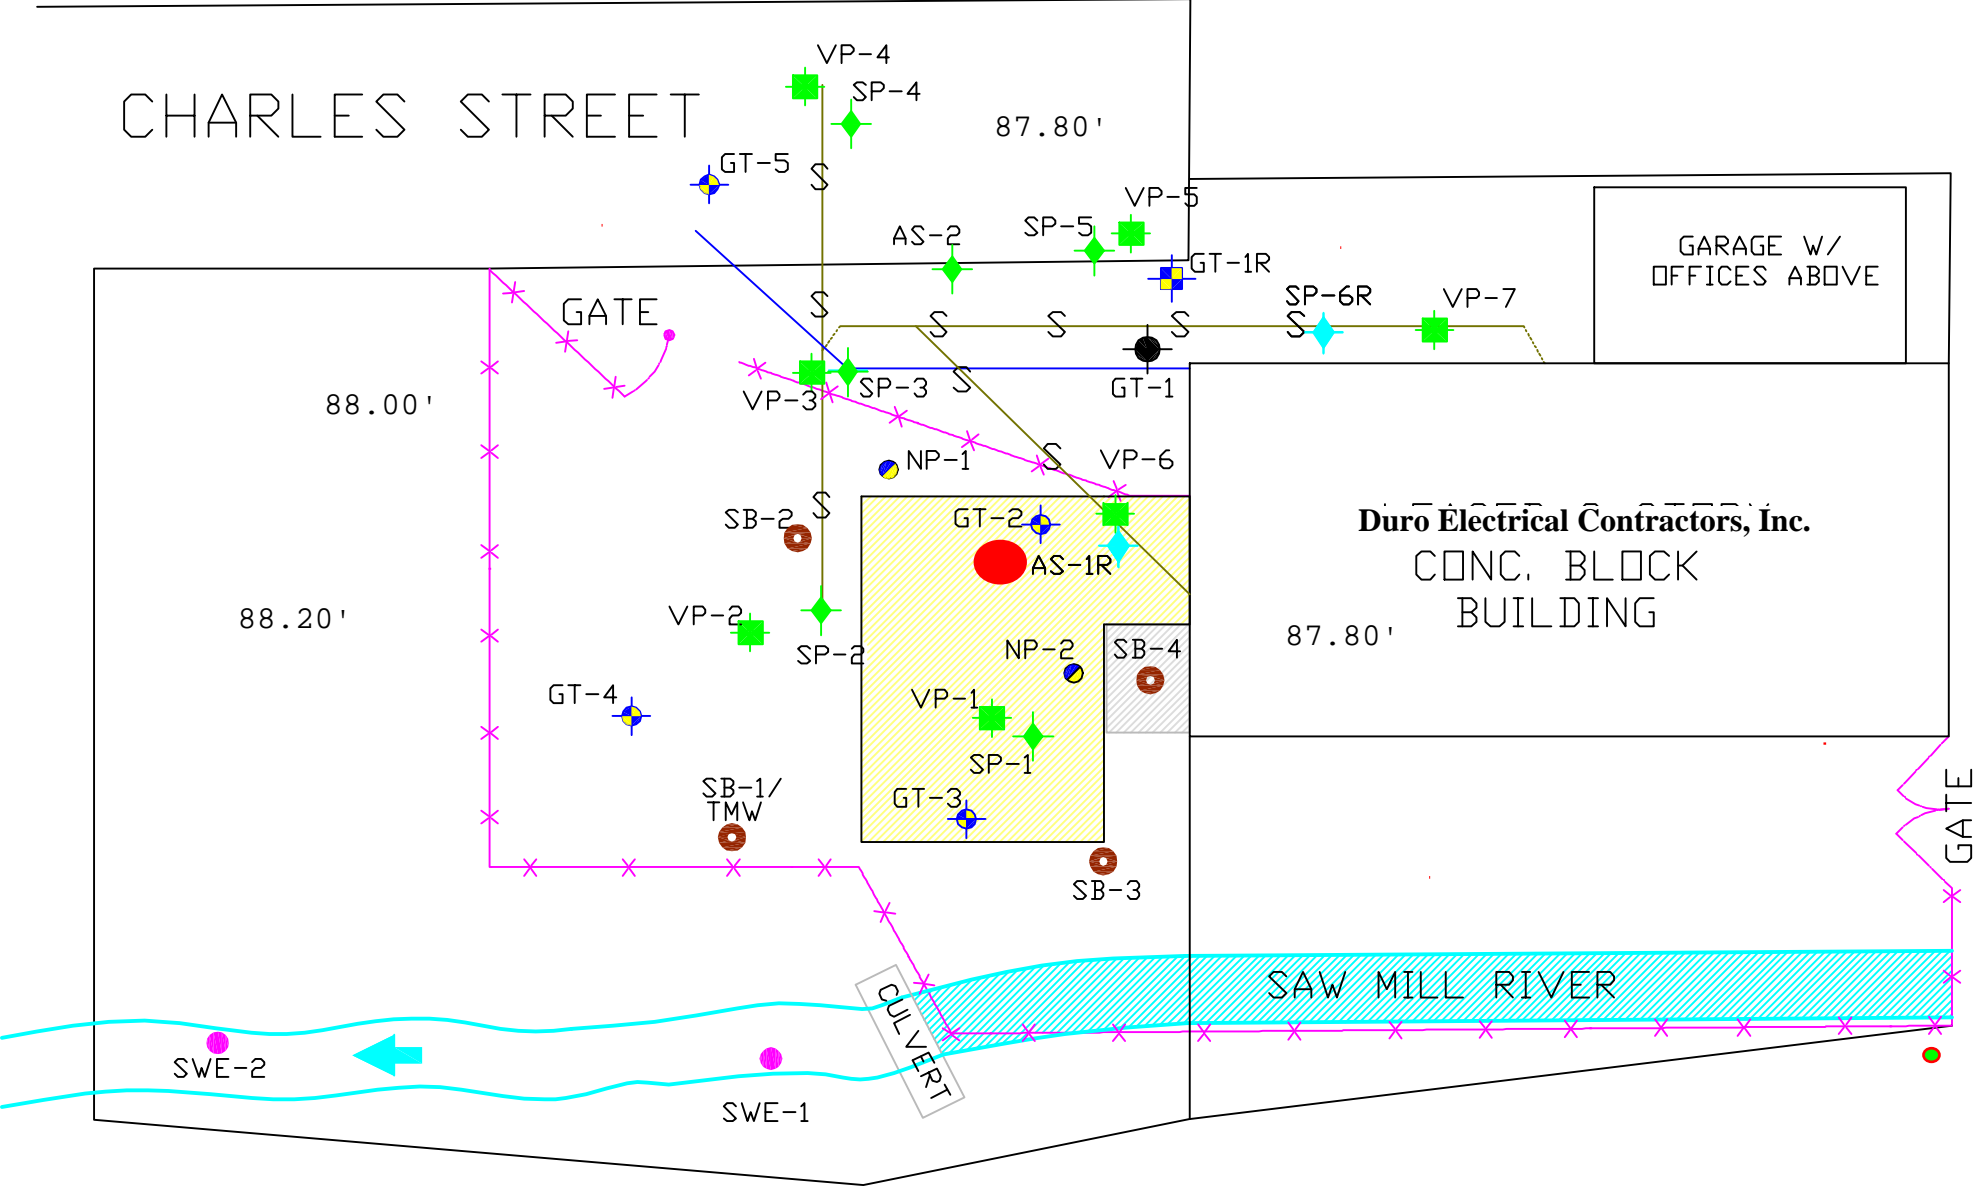 VP-4
SP-4
CHARLES STREET
87.80'
GT-5
S
VP-5
SP-5
AS-2
GARAGE W/
OFFICES ABOVE
GT-1R
SP-6R
VP-7
GATE
S
S
S
S
S
S
GT-1
SP-3
VP-3
88.00'
S
VP-6
NP-1
S
SB-2
GT-2
Duro Electrical Contractors, Inc.
AS-1R
CONC. BLOCK
BUILDING
VP-2
88.20'
87.80'
SP-2
NP-2
SB-4
GT-4
VP-1
SP-1
SB-1/
TMW
GT-3
GATE
SB-3
SAW MILL RIVER
CULVERT
SWE-2
SWE-1